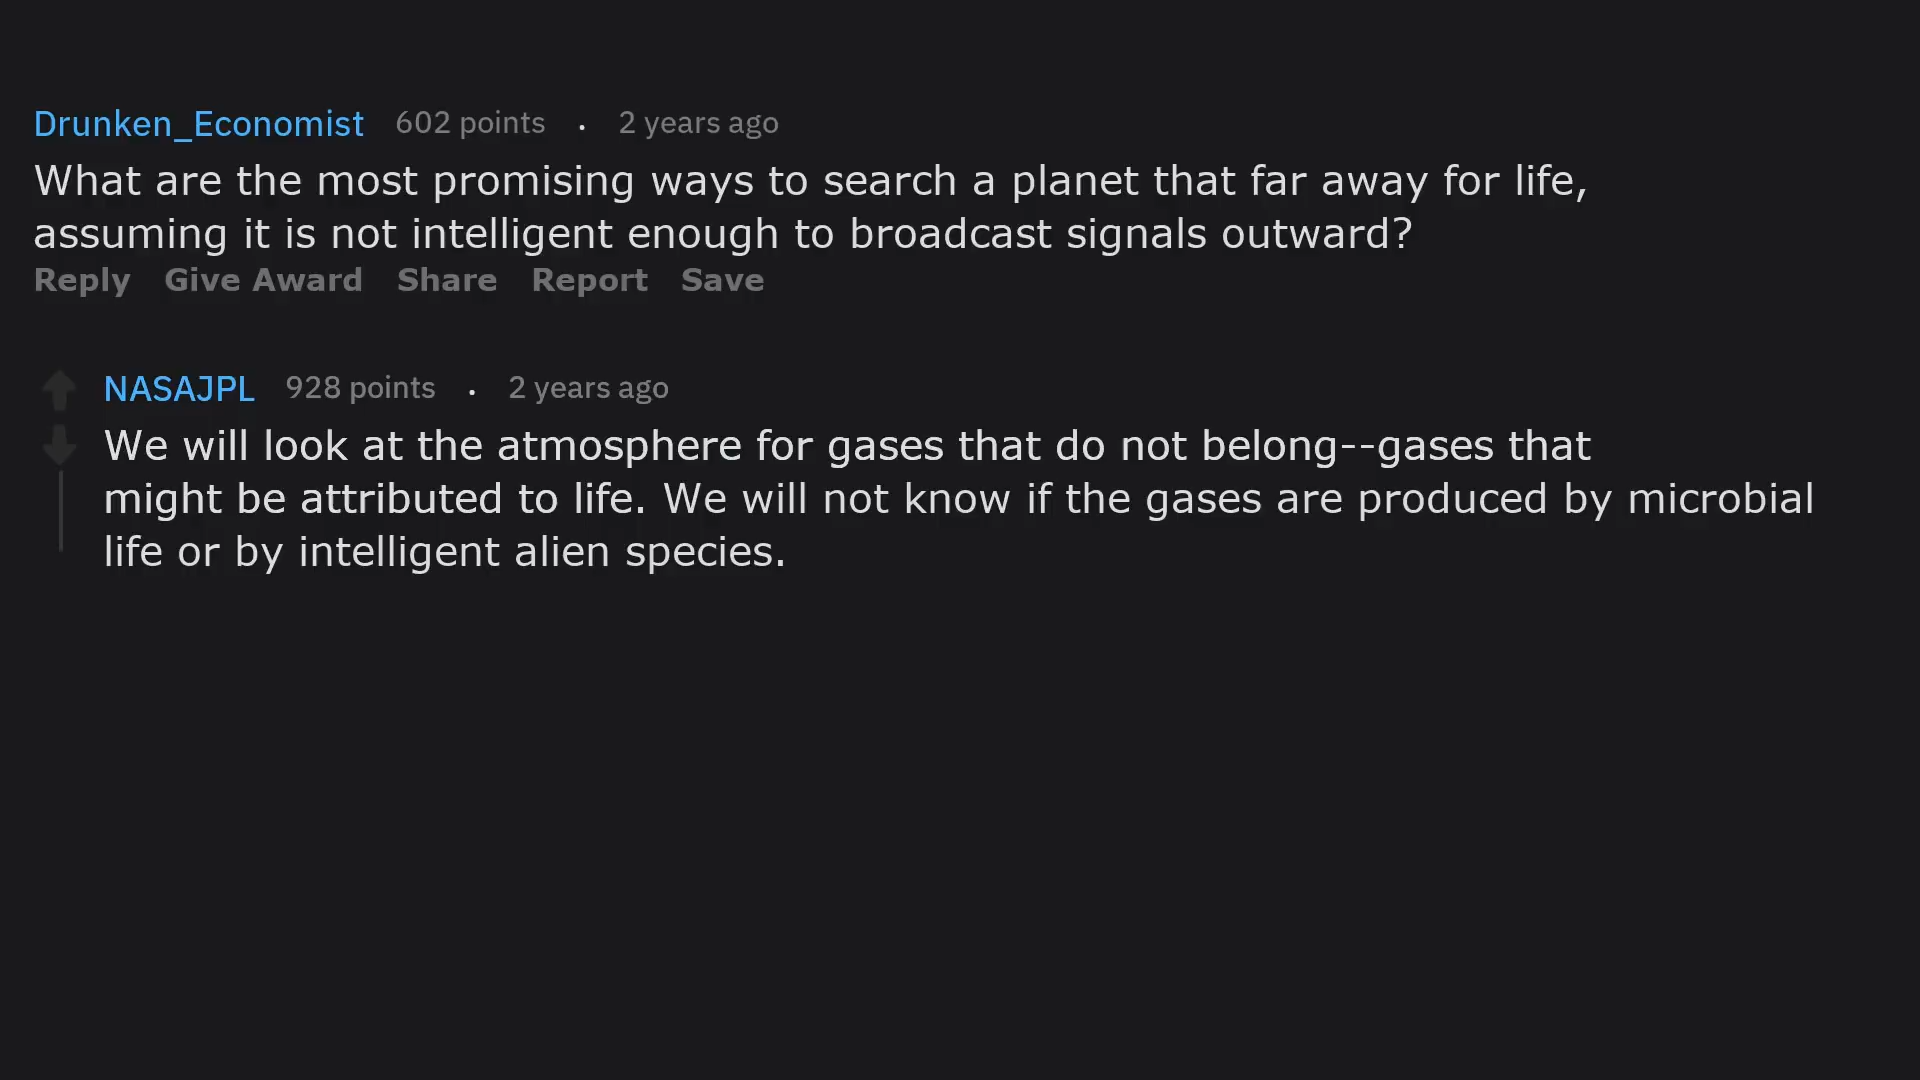 Drunken_Economist 602 points . 2 years ago
What are the most promising ways to search a planet that far away for life,
assuming it is not intelligent enough to broadcast signals outward?
Reply Give Award Share Report Save
NASAJPL 928 points . 2 years ago
We will look at the atmosphere for gases that do not belong--gases that
might be attributed to life. We will not know if the gases are produced by microbial
life or by intelligent alien species.